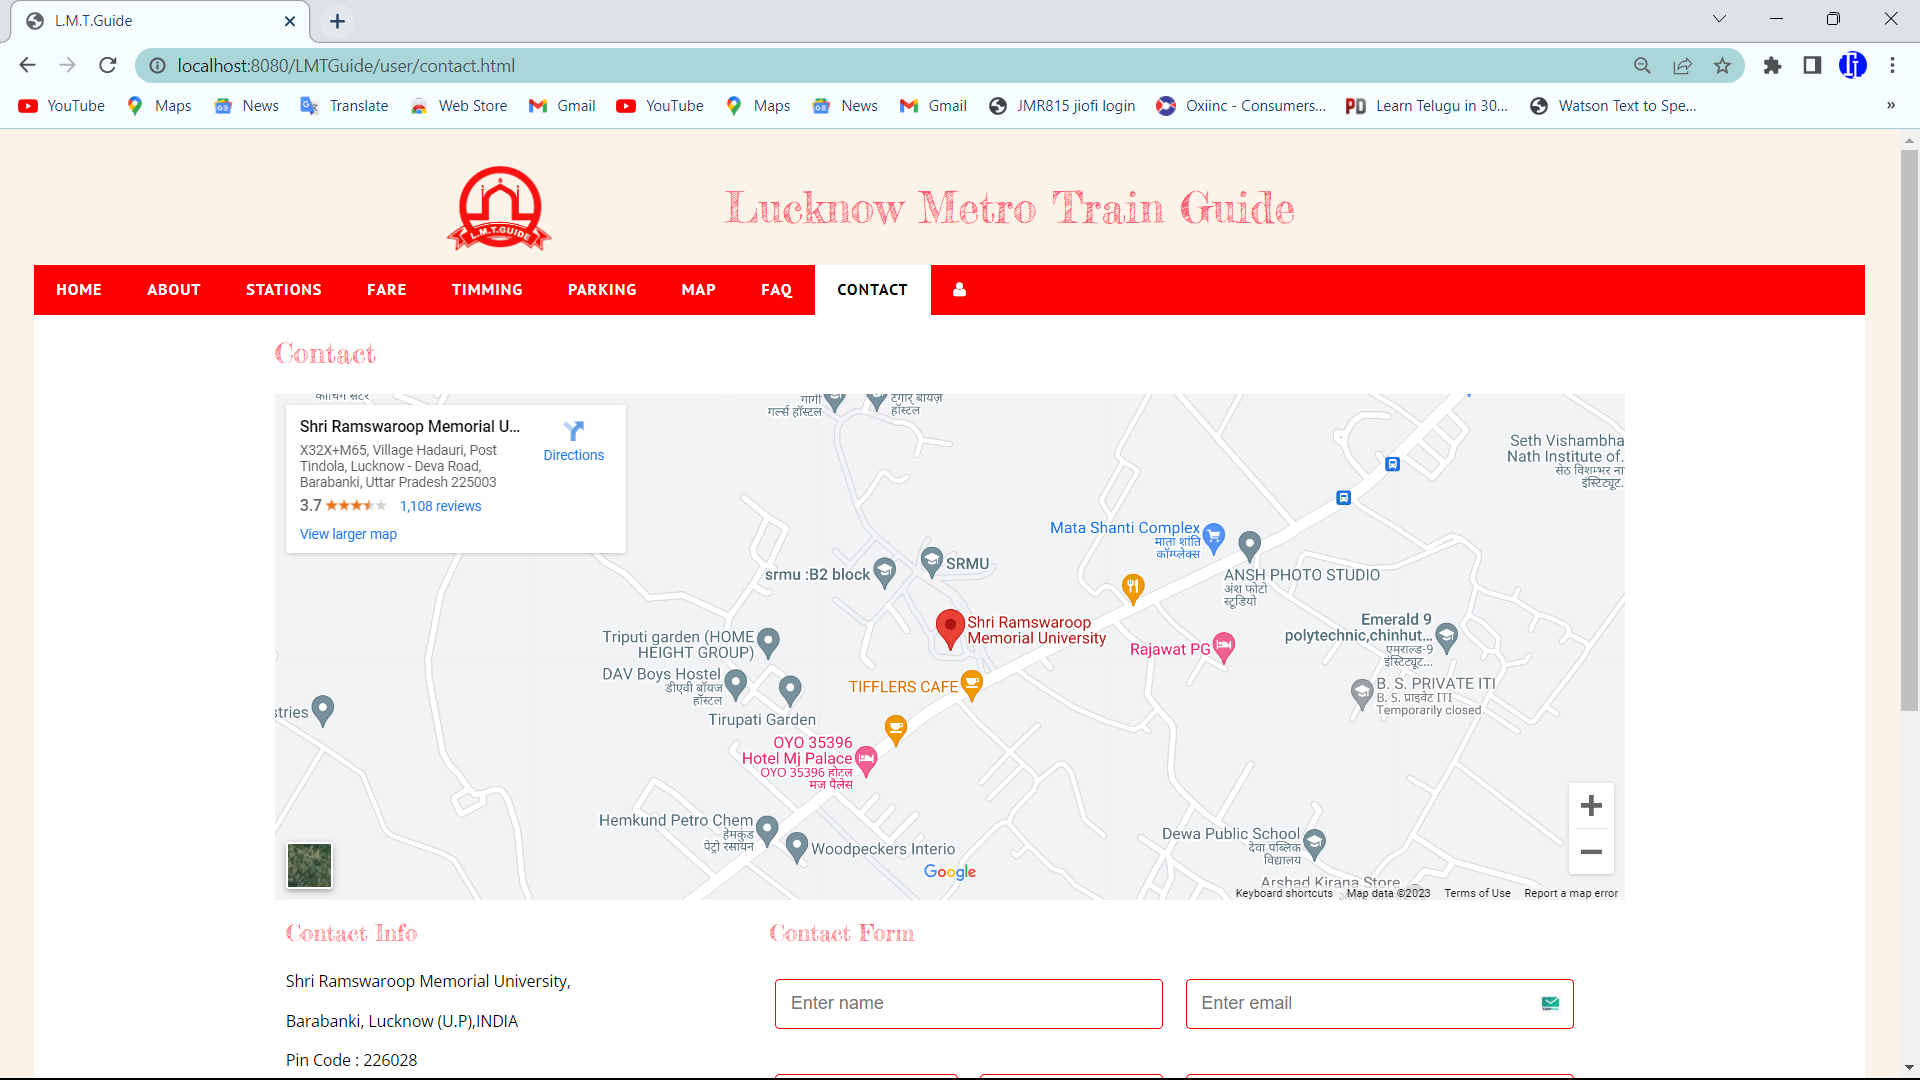 L.M.T.Guide
localhost:8080/LMTGuide/user/contact.html
YouTube Maps News Translate Web Store Gmail YouTube Maps News Gmail JMR815 jiofi login Oxiinc - Consumers... Learn Telugu in 30... Watson Text to Spe... »
L.M.T.GUIDE
Lucknow Metro Train Guide
HOME ABOUT STATIONS FARE TIMMING PARKING MAP FAQ CONTACT
Contact
Shri Ramswaroop Memorial U...
X32X+M65, Village Hadauri, Post
Tindola, Lucknow - Deva Road,
Barabanki, Uttar Pradesh 225003
Directions
3.7 1,108 reviews
View larger map
गर्ल्स हॉस्टल
हॉस्टल
Seth Vishambha
Nath Institute of.
सेठ विशम्भर ना
इंस्टिट्यूट.
Mata Shanti Complex
माता शांति
कॉम्प्लेक्स
SRMU
srmu :B2 block
ANSH PHOTO STUDIO
अंश फोटो
स्टूडियो
Shri Ramswaroop
Memorial University
Emerald 9
polytechnic,chinhut...
एमराल्ड-9
इंस्टिट्यूट...
Triputi garden (HOME
HEIGHT GROUP)
Rajawat PG
DAV Boys Hostel
डीएवी बॉयज
हॉस्टल
TIFFLERS CAFE
B. S. PRIVATE ITI
B. S. प्राइवेट ITI
Temporarily closed
stries
Tirupati Garden
OYO 35396
Hotel Mj Palace
OYO 35396 होटल
मज पैलेस
Hemkund Petro Chem
हेमकुंड
पेट्रो रसायन
Woodpeckers Interio
Dewa Public School
देवा पब्लिक
विद्यालय
Google
Arshad Kirana Store
Keyboard shortcuts Map data ©2023 Terms of Use Report a map error
Contact Info
Shri Ramswaroop Memorial University,
Barabanki, Lucknow (U.P),INDIA
Pin Code : 226028
Contact Form
Enter name
Enter email